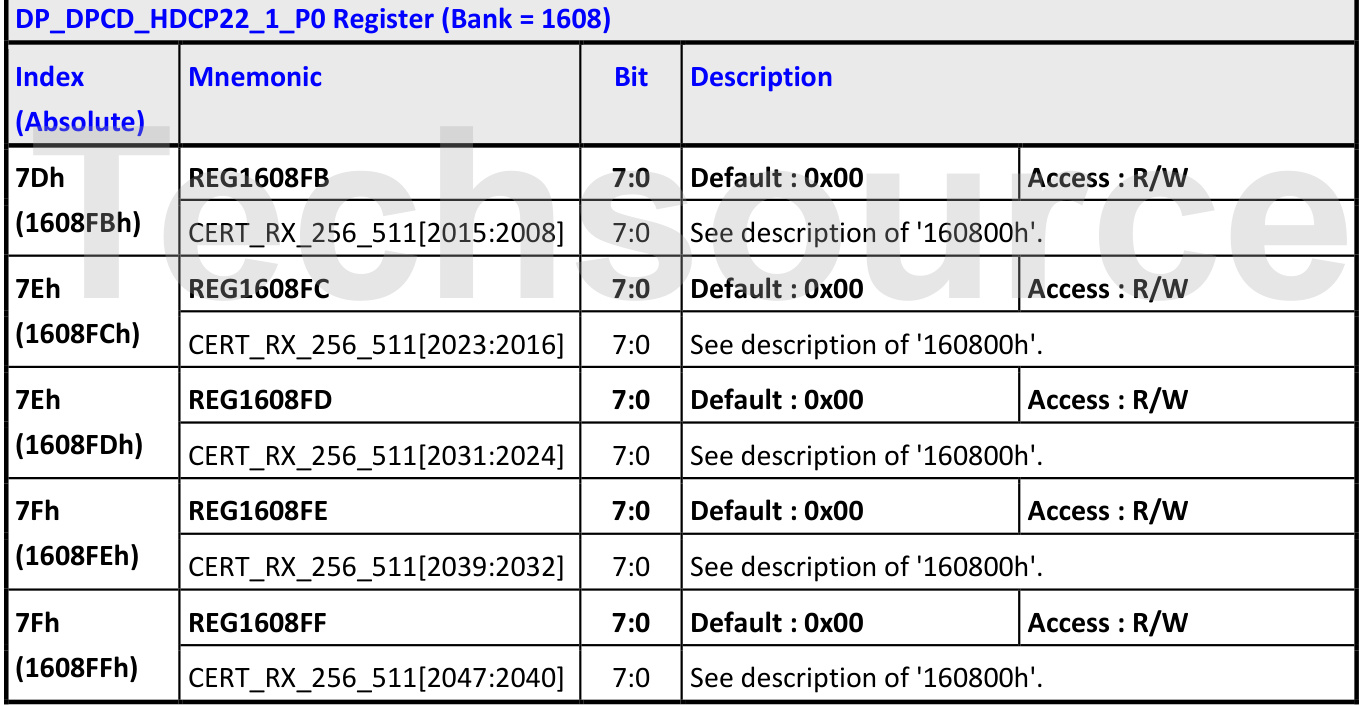 DP_DPCD_HDCP22_1_P0 Register (Bank = 1608)
Index (Absolute) Mnemonic Bit Description
7Dh (1608FBh) REG1608FB 7:0 Default : 0x00 Access : R/W
CERT_RX_256_511[2015:2008] 7:0 See description of '160800h'.
7Eh (1608FCh) REG1608FC 7:0 Default : 0x00 Access : R/W
CERT_RX_256_511[2023:2016] 7:0 See description of '160800h'.
7Eh (1608FDh) REG1608FD 7:0 Default : 0x00 Access : R/W
CERT_RX_256_511[2031:2024] 7:0 See description of '160800h'.
7Fh (1608FEh) REG1608FE 7:0 Default : 0x00 Access : R/W
CERT_RX_256_511[2039:2032] 7:0 See description of '160800h'.
7Fh (1608FFh) REG1608FF 7:0 Default : 0x00 Access : R/W
CERT_RX_256_511[2047:2040] 7:0 See description of '160800h'.
Techsource